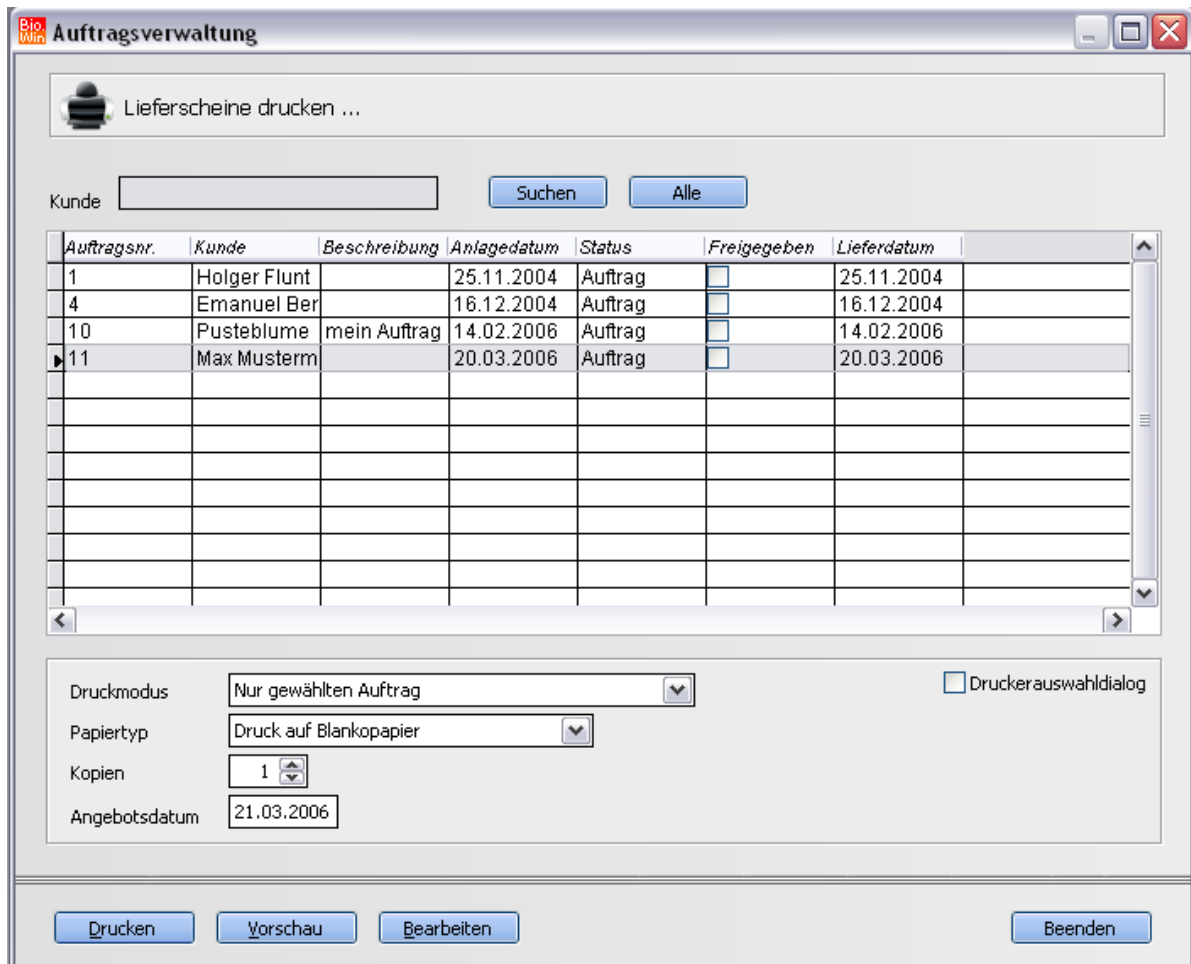 Bio. Win Auftragsverwaltung
Lieferscheine drucken ...
Kunde Suchen Alle
Auftragsnr. Kunde Beschreibung Anlagedatum Status Freigegeben Lieferdatum
1 Holger Flunt 25.11.2004 Auftrag 25.11.2004
4 Emanuel Ber 16.12.2004 Auftrag 16.12.2004
10 Pusteblume mein Auftrag 14.02.2006 Auftrag 14.02.2006
11 Max Musterm 20.03.2006 Auftrag 20.03.2006
Druckmodus Nur gewählten Auftrag Druckerauswahldialog
Papiertyp Druck auf Blankopapier
Kopien 1
Angebotsdatum 21.03.2006
Drucken Vorschau Bearbeiten Beenden